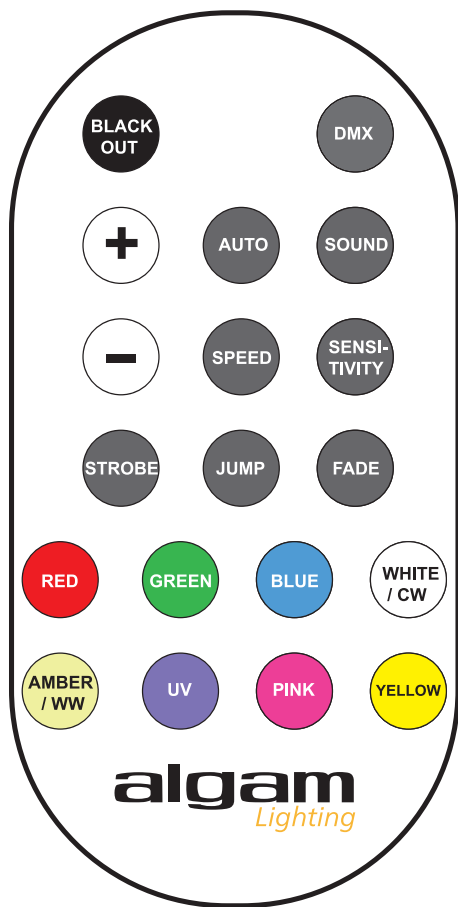 BLACK
OUT
DMX
+
AUTO
SOUND
−
SPEED
SENSI-
TIVITY
STROBE
JUMP
FADE
RED
GREEN
BLUE
WHITE
/ CW
AMBER
/ WW
UV
PINK
YELLOW
algam
Lighting